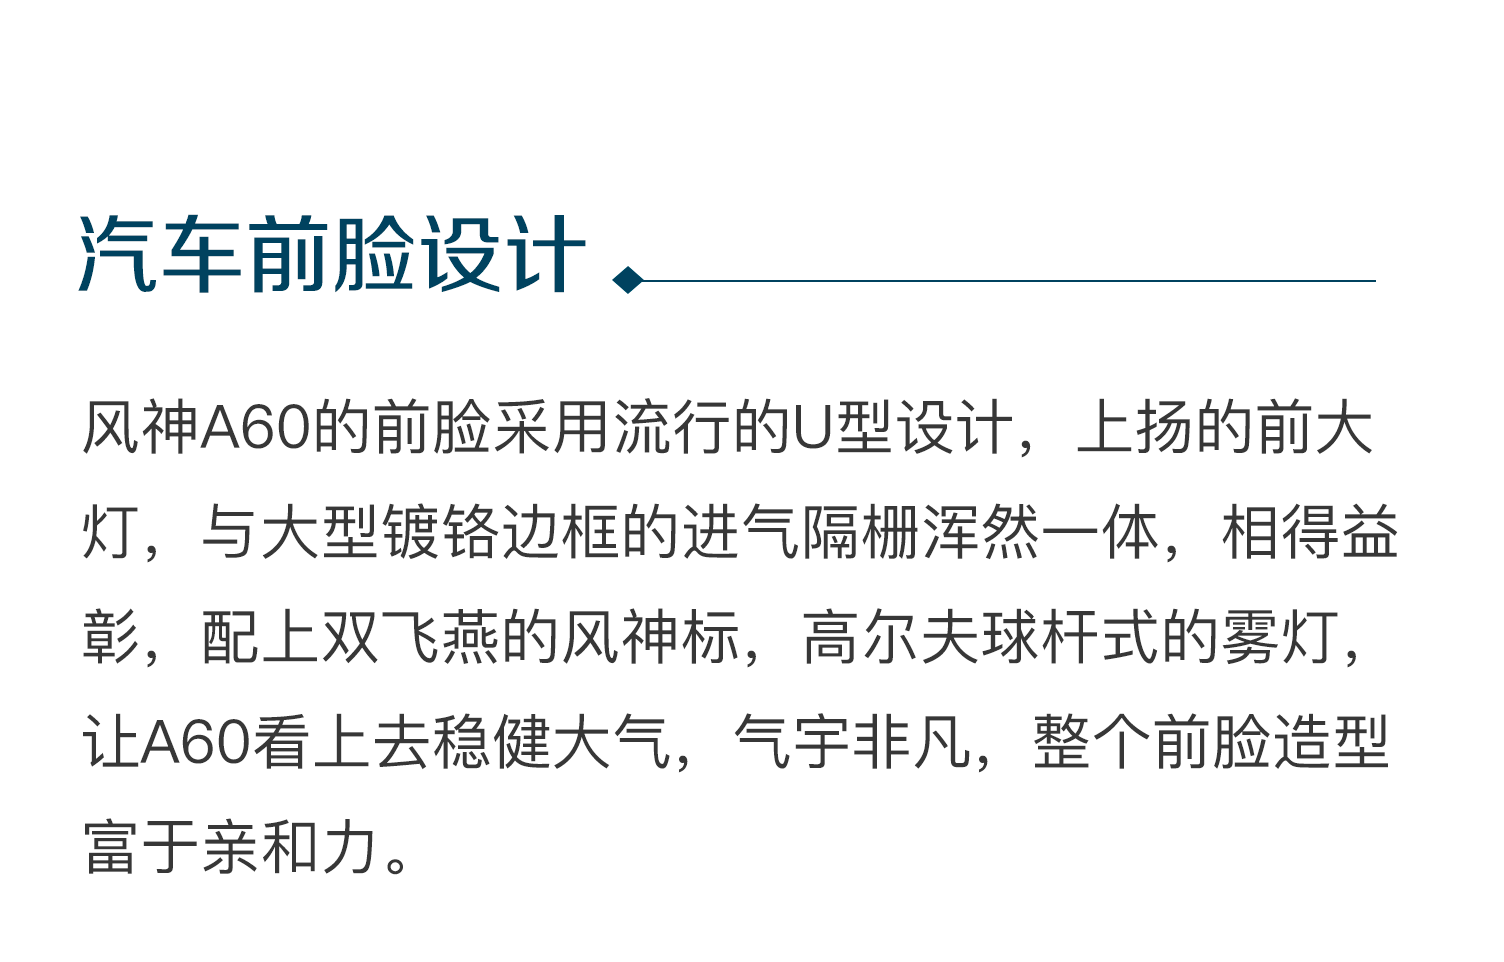 汽车前脸设计
风神A60的前脸采用流行的U型设计，上扬的前大
灯，与大型镀铬边框的进气隔栅浑然一体，相得益
彰，配上双飞燕的风神标，高尔夫球杆式的雾灯，
让A60看上去稳健大气，气宇非凡，整个前脸造型
富于亲和力。